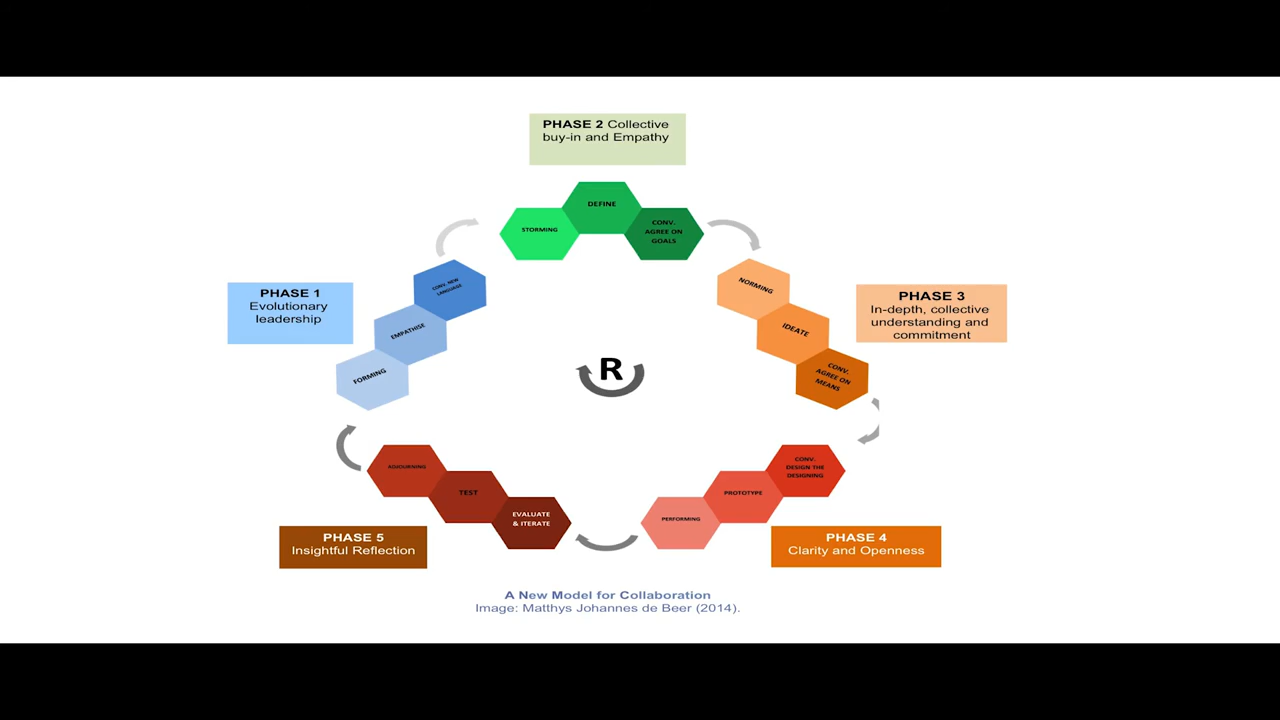 PHASE 2 Collective
buy-in and Empathy
STORMING
DEFINE
CONV.
AGREE ON
GOALS
PHASE 1
Evolutionary
leadership
FORMING
EMPATHISE
CONV. NEW
LANGUAGE
NORMING
IDEATE
CONV.
AGREE ON
MEANS
PHASE 3
In-depth, collective
understanding and
commitment
R
ADJOURNING
TEST
EVALUATE
& ITERATE
PERFORMING
PROTOTYPE
CONV-
DESIGN THE
DESIGNING
PHASE 5
Insightful Reflection
PHASE 4
Clarity and Openness
A New Model for Collaboration
Image: Matthys Johannes de Beer (2014).